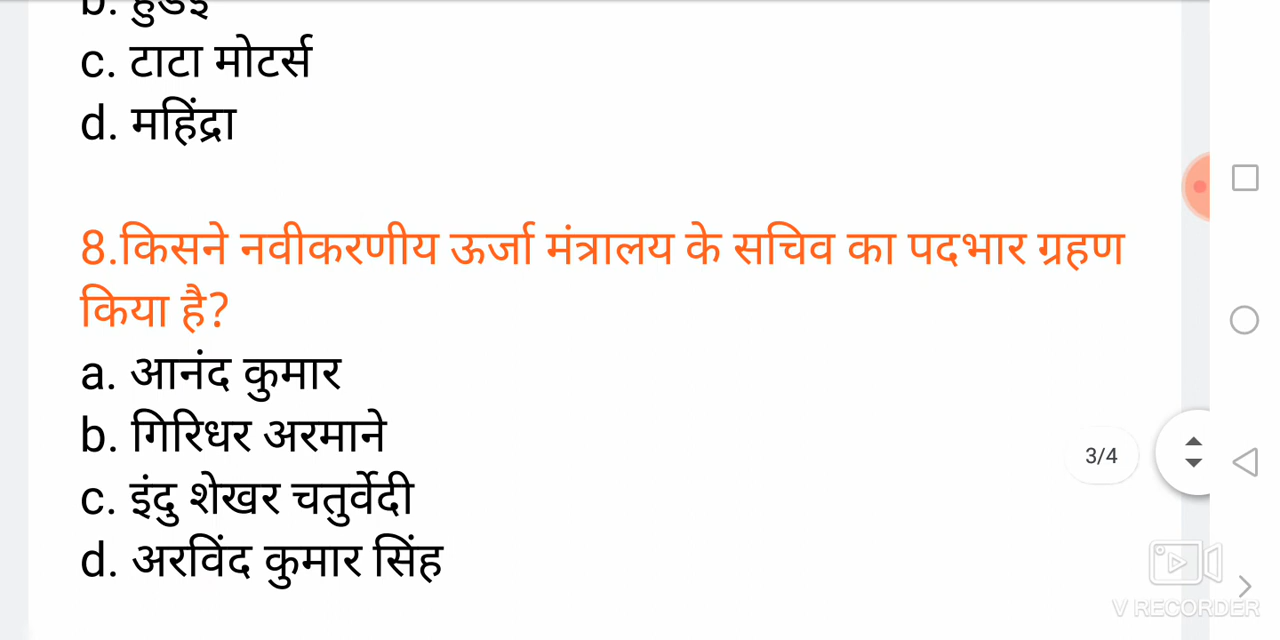 c. टाटा मोटर्स
d. महिंद्रा
8.किसने नवीकरणीय ऊर्जा मंत्रालय के सचिव का पदभार ग्रहण
किया है?
a. आनंद कुमार
b. गिरिधर अरमाने
c. इंदु शेखर चतुर्वेदी
d. अरविंद कुमार सिंह
3/4
V RECORDER